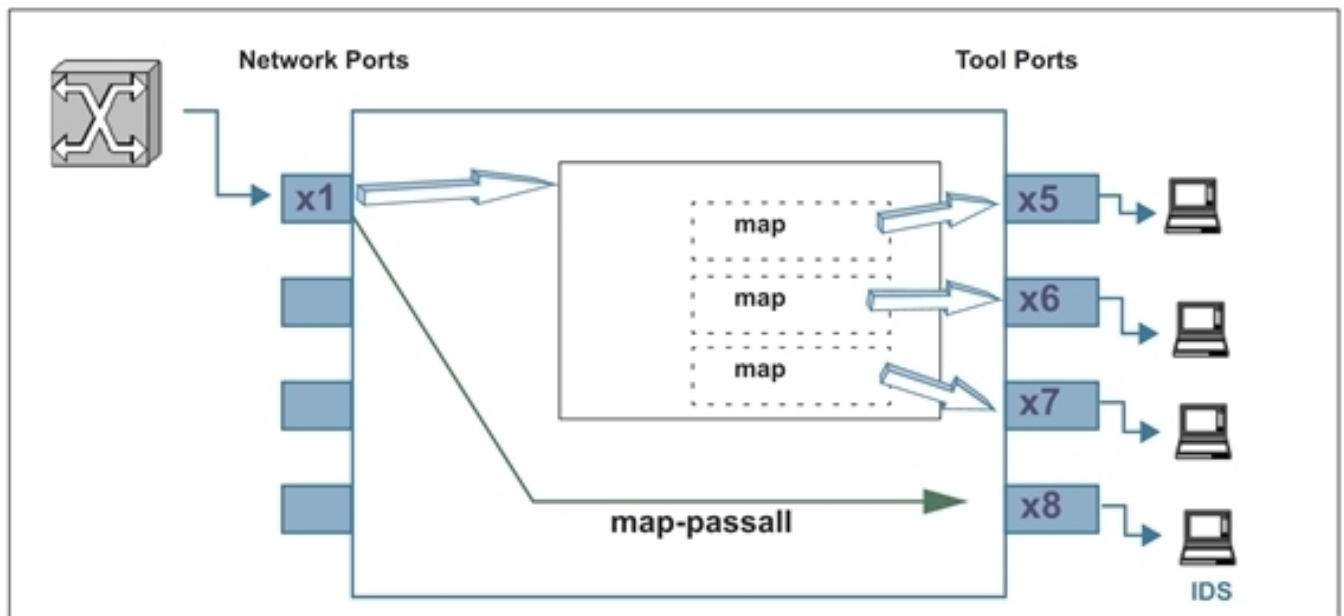 Network Ports
Tool Ports
x1
map
x5
map
x6
map
x7
map-passall
x8
IDS